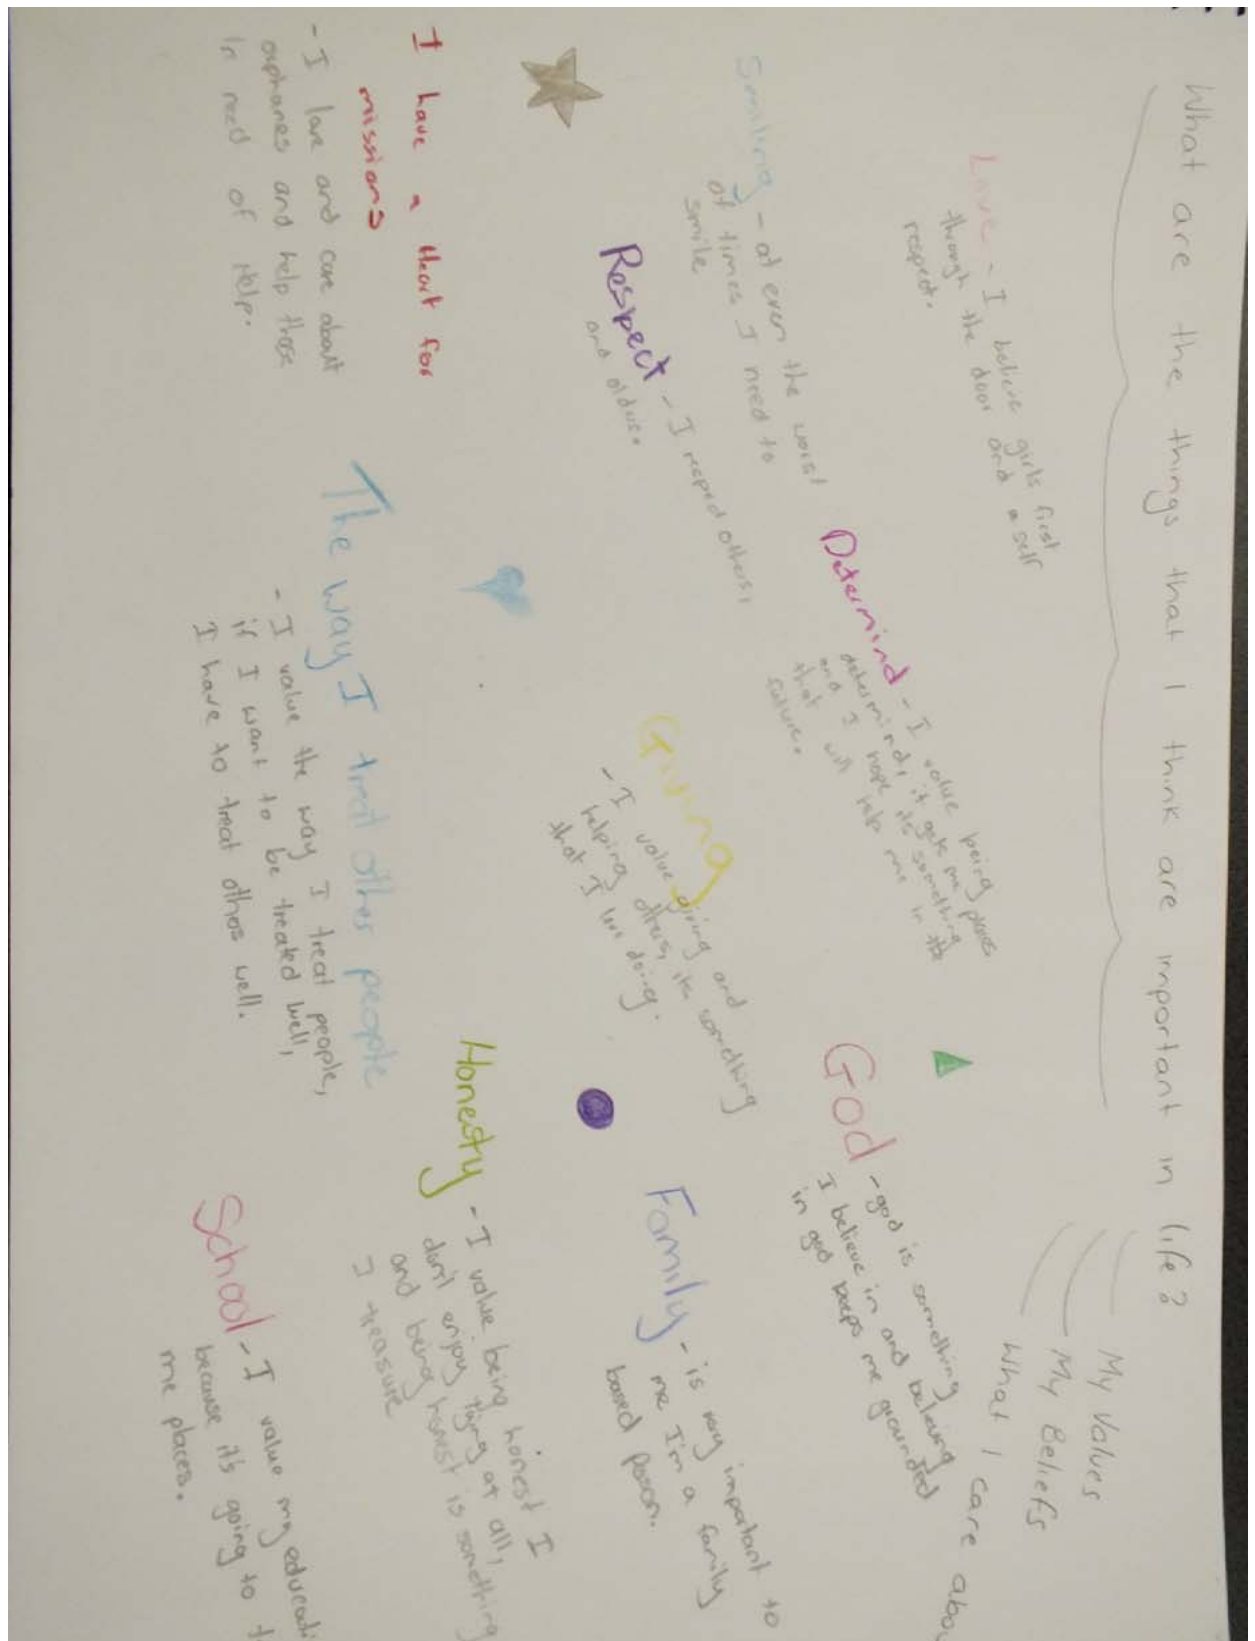 What are the things that I think are important in life?
My Values
My Beliefs
What I care abou
Love - I believe girls first
through the door and a self
respect.
Smiling - at even the worst
of times I need to
smile
Respect - I respect others,
and oldus.
Determind - I value being
determind, it gets me places
and I hope its something
that will help me in the
future.
God - god is something
I believe in and believing
in god keeps me grounded
Giving
- I value giving and
helping others, its something
that I love doing.
Family - is very important to
me I'm a family
based person.
I have a Heart for
missions
- I love and care about
orphanes and help those
In need of Help.
The way I treat other people
- I value the way I treat people,
if I want to be treated well,
I have to treat others well.
Honesty - I value being honest I
don't enjoy lying at all,
and being honest is something
I treasure
School - I value my educati
because it's going to t
me places.